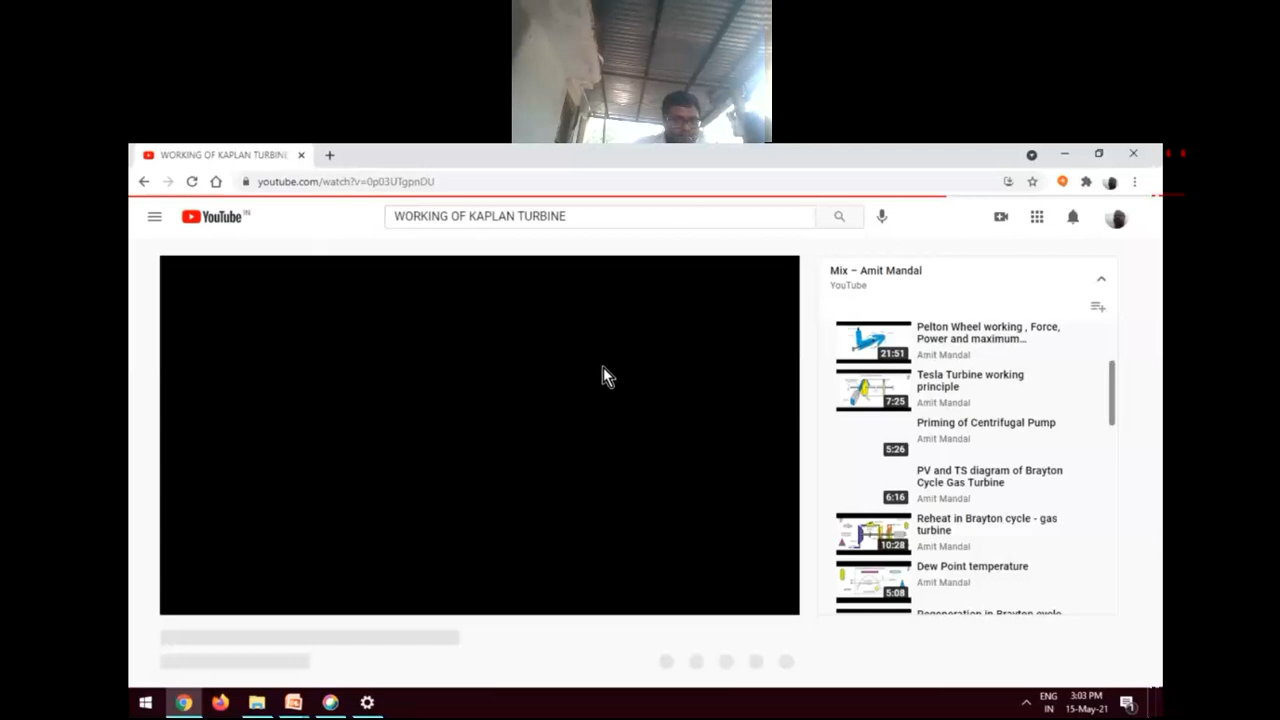 WORKING OF KAPLAN TURBINE
youtube.com/watch?v=0p03UTgpnDU
YouTube IN
WORKING OF KAPLAN TURBINE
Mix – Amit Mandal
YouTube
21:51
Pelton Wheel working , Force,
Power and maximum...
Amit Mandal
7:25
Tesla Turbine working
principle
Amit Mandal
5:26
Priming of Centrifugal Pump
Amit Mandal
6:16
PV and TS diagram of Brayton
Cycle Gas Turbine
Amit Mandal
10:28
Reheat in Brayton cycle - gas
turbine
Amit Mandal
5:08
Dew Point temperature
Amit Mandal
Regeneration in Brayton cycle
ENG
IN
3:03 PM
15-May-21